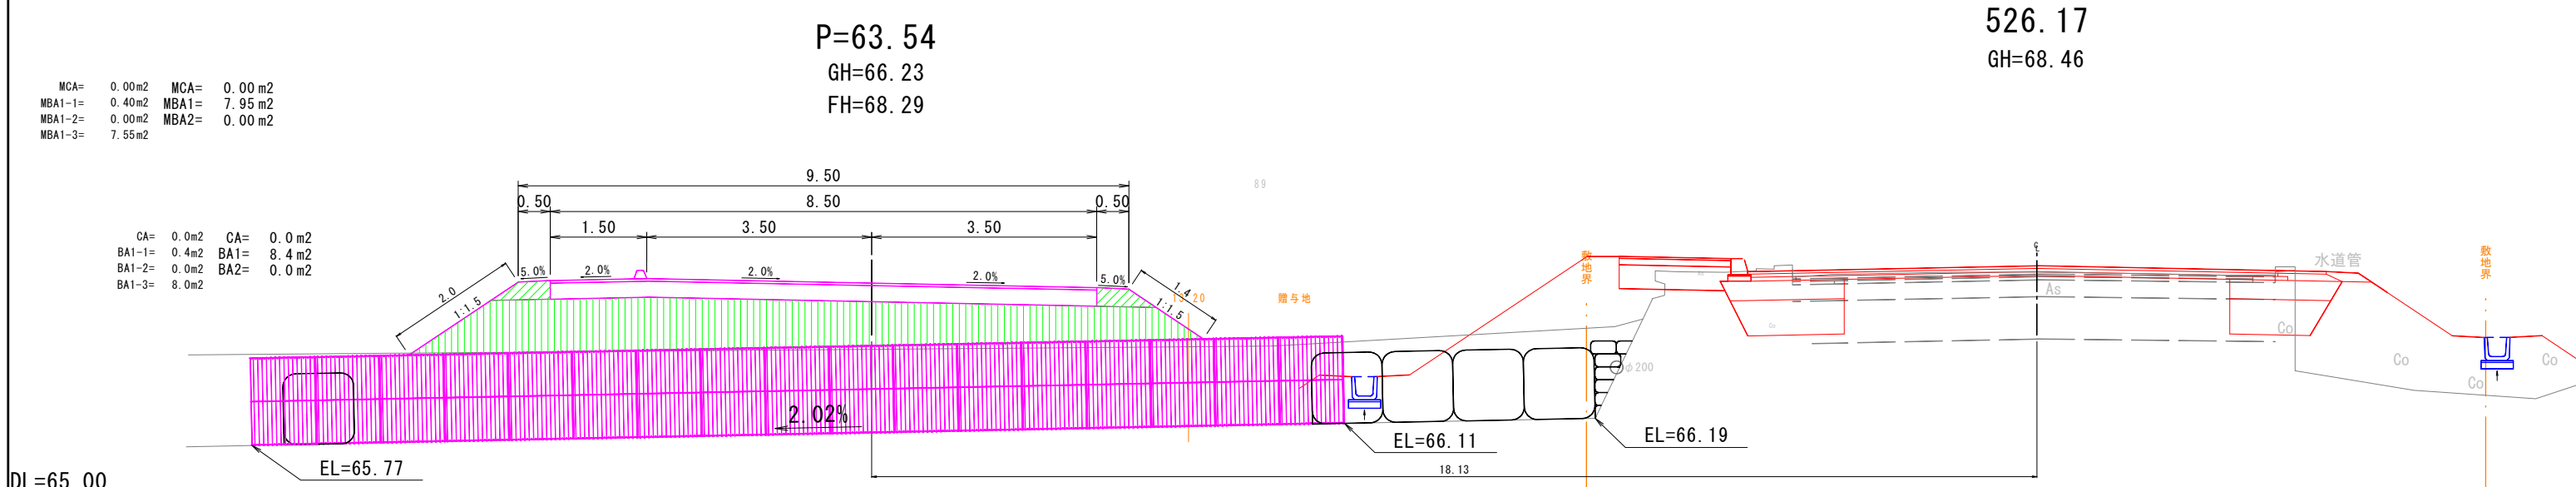 P=63.54
GH=66.23
FH=68.29
526.17
GH=68.46
MCA= 0.00m2 MCA= 0.00m2
MBA1-1= 0.40m2 MBA1= 7.95m2
MBA1-2= 0.00m2 MBA2= 0.00m2
MBA1-3= 7.55m2
CA= 0.0m2 CA= 0.0m2
BA1-1= 0.4m2 BA1= 8.4m2
BA1-2= 0.0m2 BA2= 0.0m2
BA1-3= 8.0m2
9.50
0.50 8.50 0.50
1.50 3.50 3.50
89
5.0% 2.0% 2.0% 2.0% 5.0%
2.0
1:1.5
1.4
1:1.5
贈与地
敷地界
℄
As
水道管
敷地界
Co
Co
Co
Co
φ200
2.02%
EL=65.77
EL=66.11
EL=66.19
18.13
DL=65.00